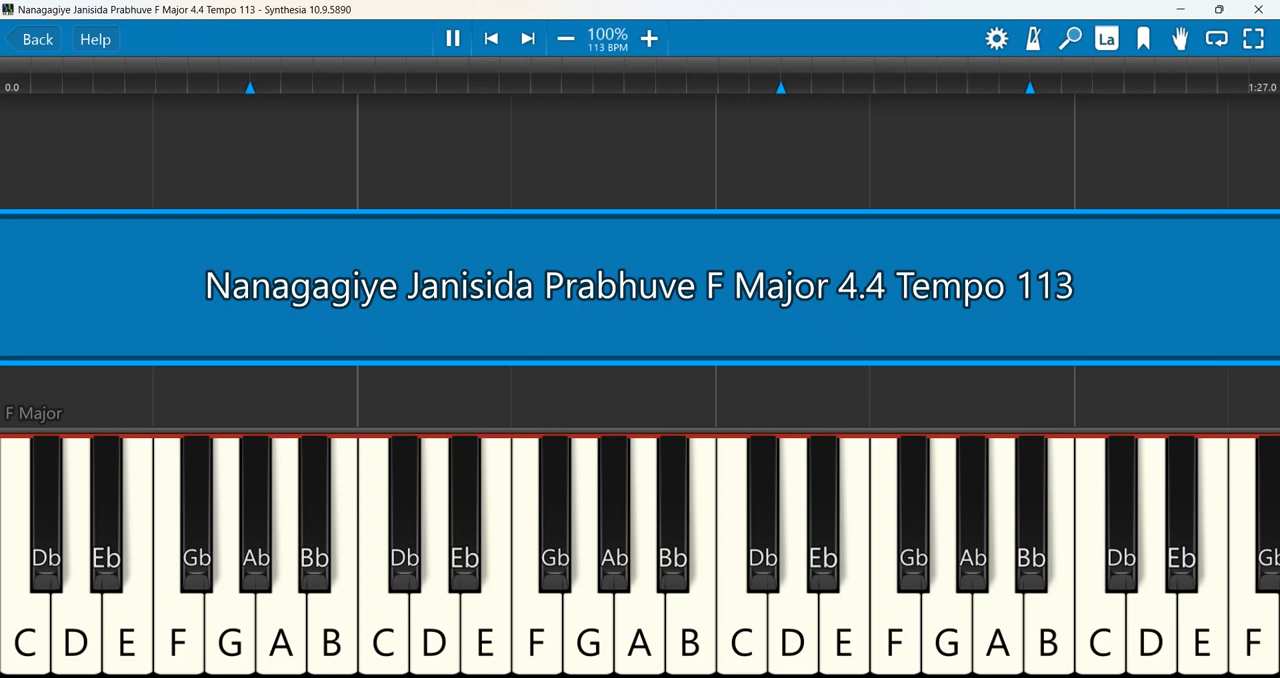 Nanagagiye Janisida Prabhuve F Major 4.4 Tempo 113 - Synthesia 10.9.5890
Back Help 100% La
113 BPM
0.0 1:27.0
Nanagagiye Janisida Prabhuve F Major 4.4 Tempo 113
F Major
Db Eb Gb Ab Bb Db Eb Gb Ab Bb Db Eb Gb Ab Bb Db Eb Gb
C D E F G A B C D E F G A B C D E F G A B C D E F